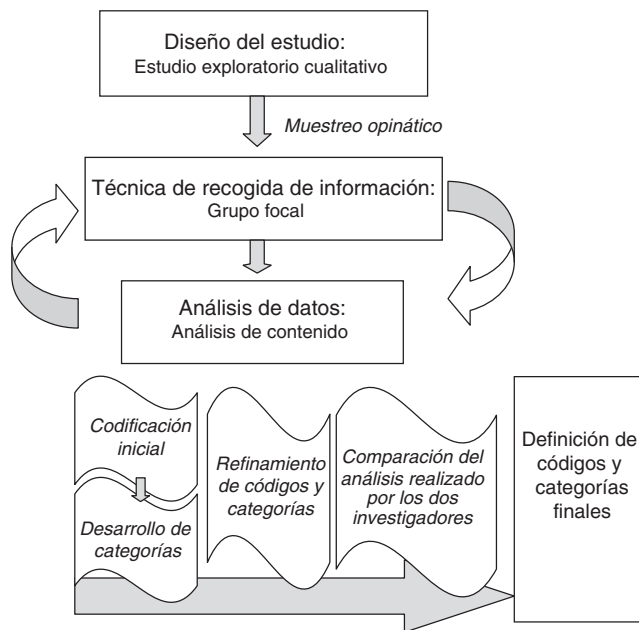 Diseño del estudio:
Estudio exploratorio cualitativo
Muestreo opinático
Técnica de recogida de información:
Grupo focal
Análisis de datos:
Análisis de contenido
Codificación
inicial
Desarrollo de
categorías
Refinamiento
de códigos y
categorías
Comparación del
análisis realizado
por los dos
investigadores
Definición de
códigos y
categorías
finales